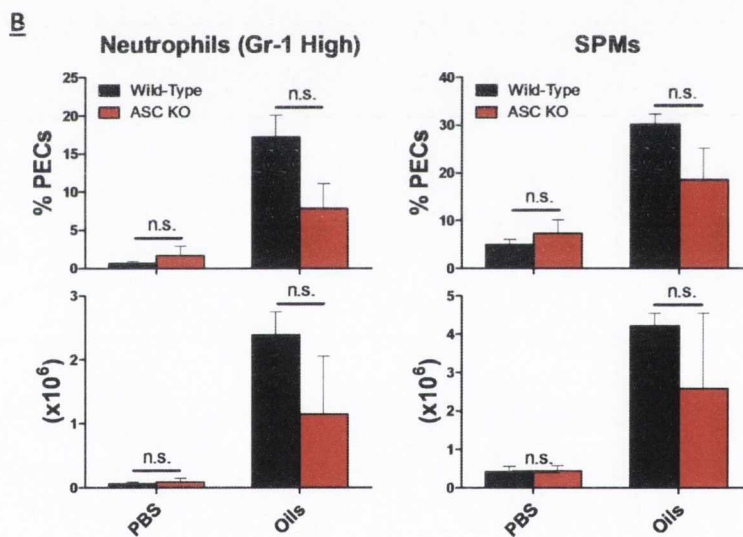 B
Neutrophils (Gr-1 High)
SPMs
25
20
15
10
5
0
% PECs
Wild-Type
ASC KO
n.s.
n.s.
40
30
20
10
0
% PECs
Wild-Type
ASC KO
n.s.
n.s.
3
2
1
0
(x10⁶)
n.s.
n.s.
PBS
Oils
5
4
3
2
1
0
(x10⁶)
n.s.
n.s.
PBS
Oils